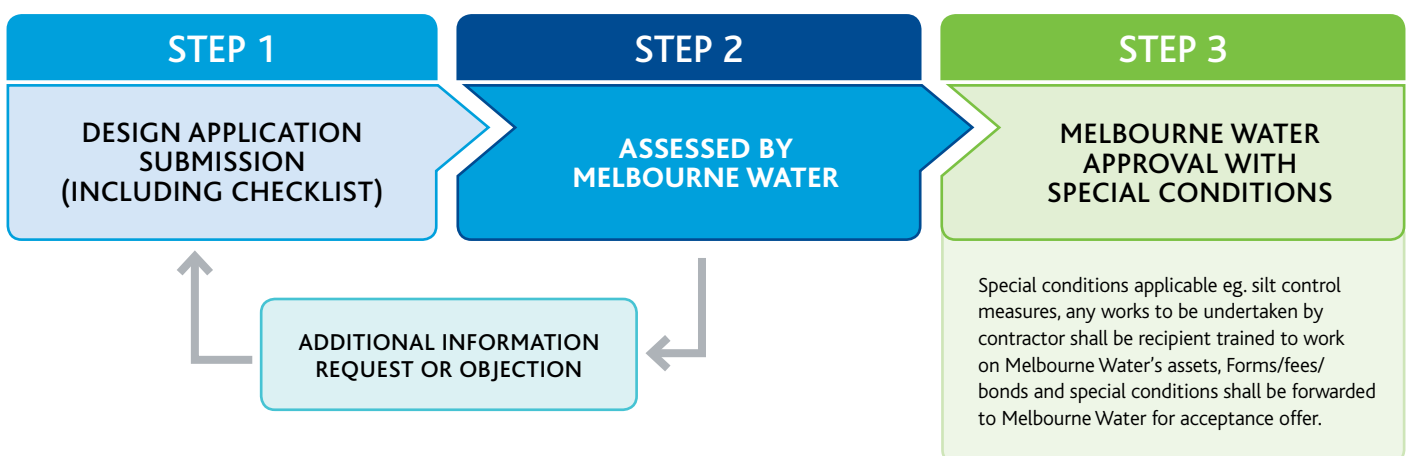 STEP 1
DESIGN APPLICATION
SUBMISSION
(INCLUDING CHECKLIST)
STEP 2
ASSESSED BY
MELBOURNE WATER
STEP 3
MELBOURNE WATER
APPROVAL WITH
SPECIAL CONDITIONS
Special conditions applicable eg. silt control
measures, any works to be undertaken by
contractor shall be recipient trained to work
on Melbourne Water's assets, Forms/fees/
bonds and special conditions shall be forwarded
to Melbourne Water for acceptance offer.
ADDITIONAL INFORMATION
REQUEST OR OBJECTION